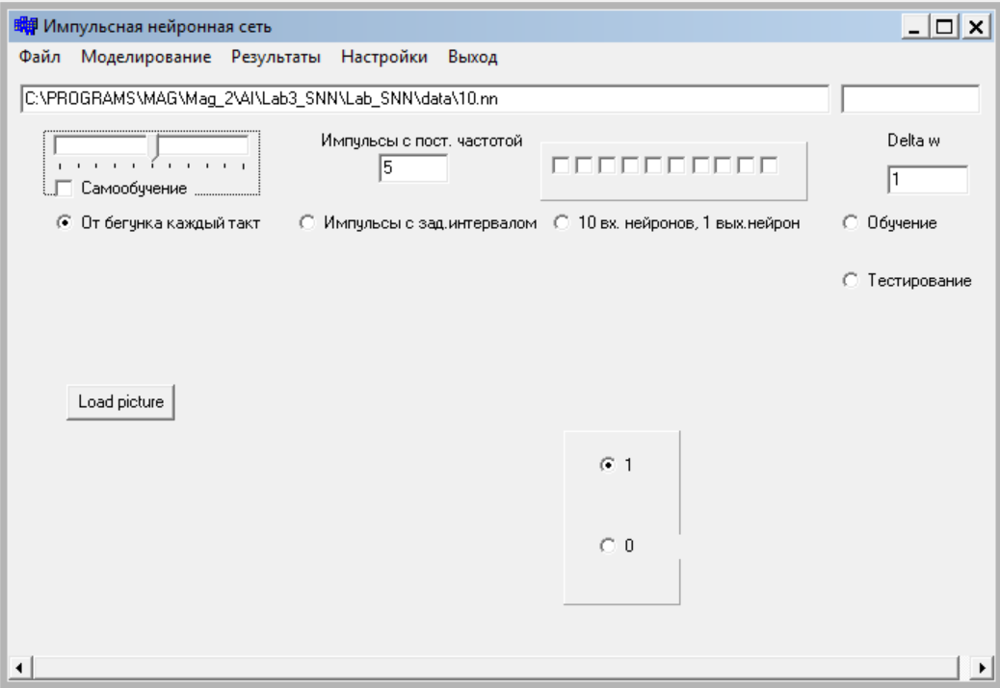 Импульсная нейронная сеть
Файл Моделирование Результаты Настройки Выход
C:\PROGRAMS\MAG\Mag_2\AI\Lab3_SNN\Lab_SNN\data\10.nn
Импульсы с пост. частотой
Delta w
5
1
Самообучение
От бегунка каждый такт
Импульсы с зад.интервалом
10 вх. нейронов, 1 вых.нейрон
Обучение
Тестирование
Load picture
1
0